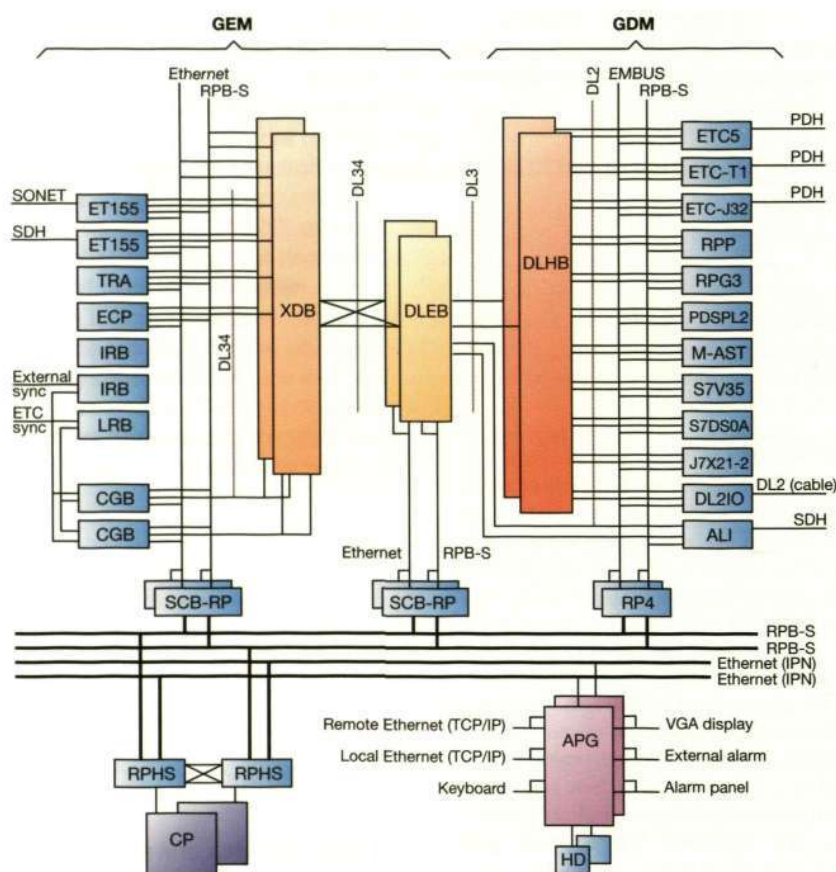 GEM
GDM
Ethernet
RPB-S
DL2
EMBUS
RPB-S
SONET
ET155
SDH
ET155
TRA
ECP
IRB
External
sync
IRB
ETC
sync
LRB
CGB
CGB
DL34
XDB
DL34
DLEB
DL3
DLHB
ETC5
PDH
ETC-T1
PDH
ETC-J32
PDH
RPP
RPG3
PDSPL2
M-AST
S7V35
S7DS0A
J7X21-2
DL2IO
DL2 (cable)
ALI
SDH
Ethernet
RPB-S
SCB-RP
SCB-RP
RP4
RPB-S
RPB-S
Ethernet (IPN)
Ethernet (IPN)
RPHS
RPHS
CP
Remote Ethernet (TCP/IP)
Local Ethernet (TCP/IP)
Keyboard
APG
VGA display
External alarm
Alarm panel
HD